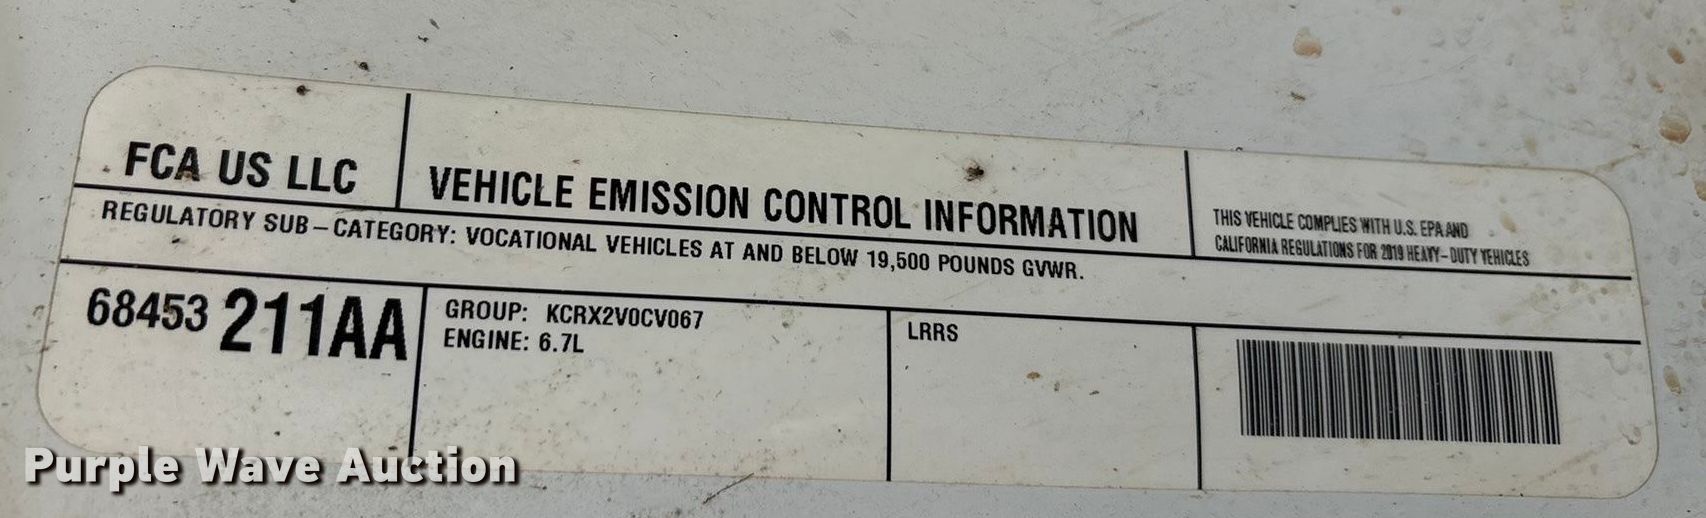 FCA US LLC
VEHICLE EMISSION CONTROL INFORMATION
THIS VEHICLE COMPLIES WITH U.S. EPA AND
CALIFORNIA REGULATIONS FOR 2019 HEAVY-DUTY VEHICLES
REGULATORY SUB-CATEGORY: VOCATIONAL VEHICLES AT AND BELOW 19,500 POUNDS GVWR.
68453 211AA
GROUP: KCRX2V0CV067
ENGINE: 6.7L
LRRS
Purple Wave Auction